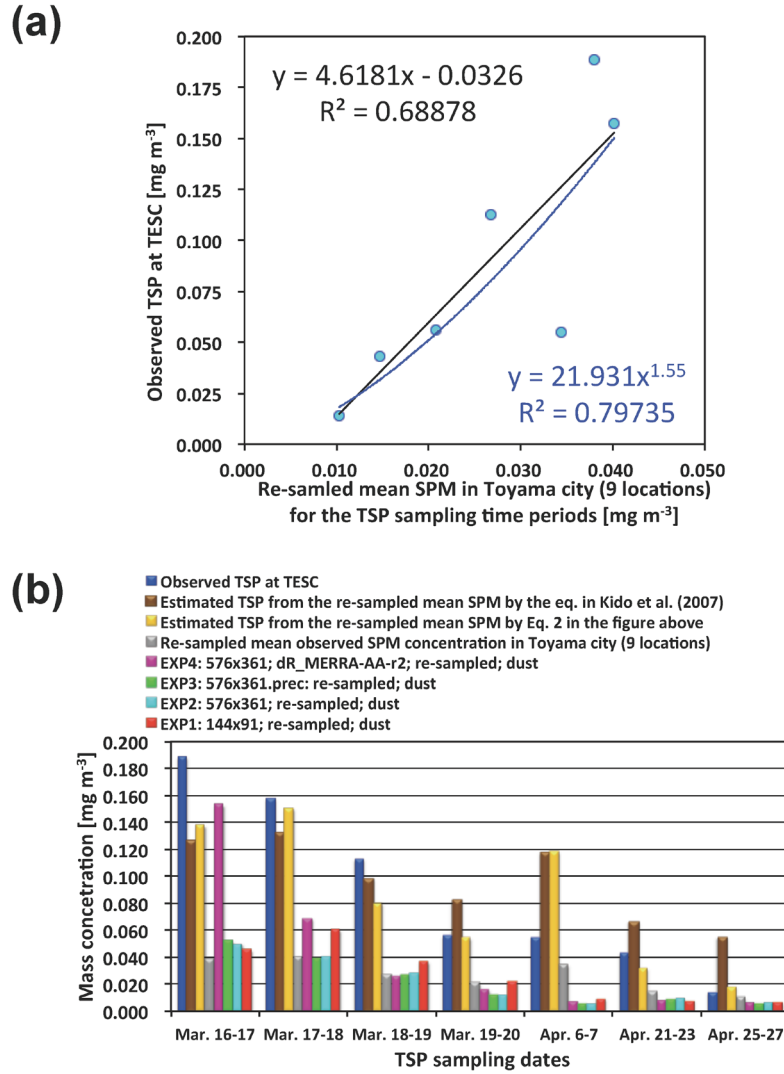 (a)
0.200
0.175
0.150
0.125
0.100
0.075
0.050
0.025
0.000
Observed TSP at TESC [mg m-3]
y = 4.6181x - 0.0326
R² = 0.68878
y = 21.931x^1.55
R² = 0.79735
0.000 0.010 0.020 0.030 0.040 0.050
Re-samled mean SPM in Toyama city (9 locations)
for the TSP sampling time periods [mg m-3]
(b)
Observed TSP at TESC
Estimated TSP from the re-sampled mean SPM by the eq. in Kido et al. (2007)
Estimated TSP from the re-sampled mean SPM by Eq. 2 in the figure above
Re-sampled mean observed SPM concentration in Toyama city (9 locations)
EXP4: 576x361; dR_MERRA-AA-r2; re-sampled; dust
EXP3: 576x361.prec: re-sampled; dust
EXP2: 576x361; re-sampled; dust
EXP1: 144x91; re-sampled; dust
0.200
0.180
0.160
0.140
0.120
0.100
0.080
0.060
0.040
0.020
0.000
Mass concetration [mg m-3]
Mar. 16-17 Mar. 17-18 Mar. 18-19 Mar. 19-20 Apr. 6-7 Apr. 21-23 Apr. 25-27
TSP sampling dates